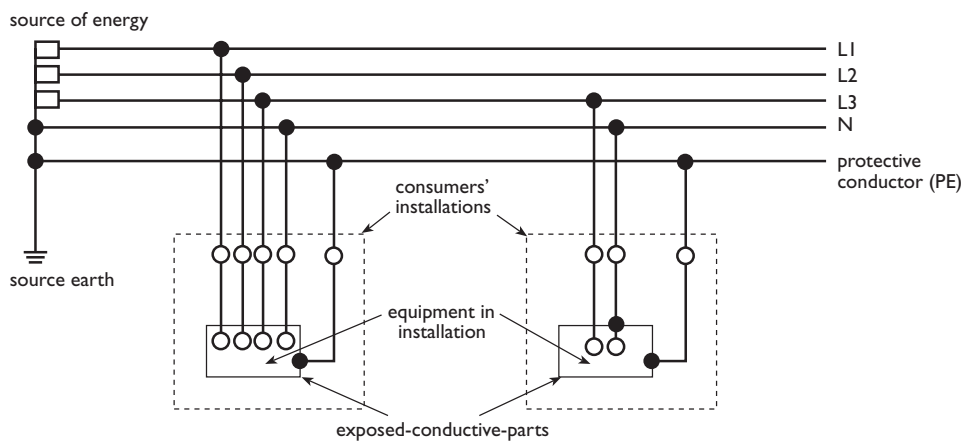 source of energy
L1
L2
L3
N
protective
conductor (PE)
consumers'
installations
source earth
equipment in
installation
exposed-conductive-parts